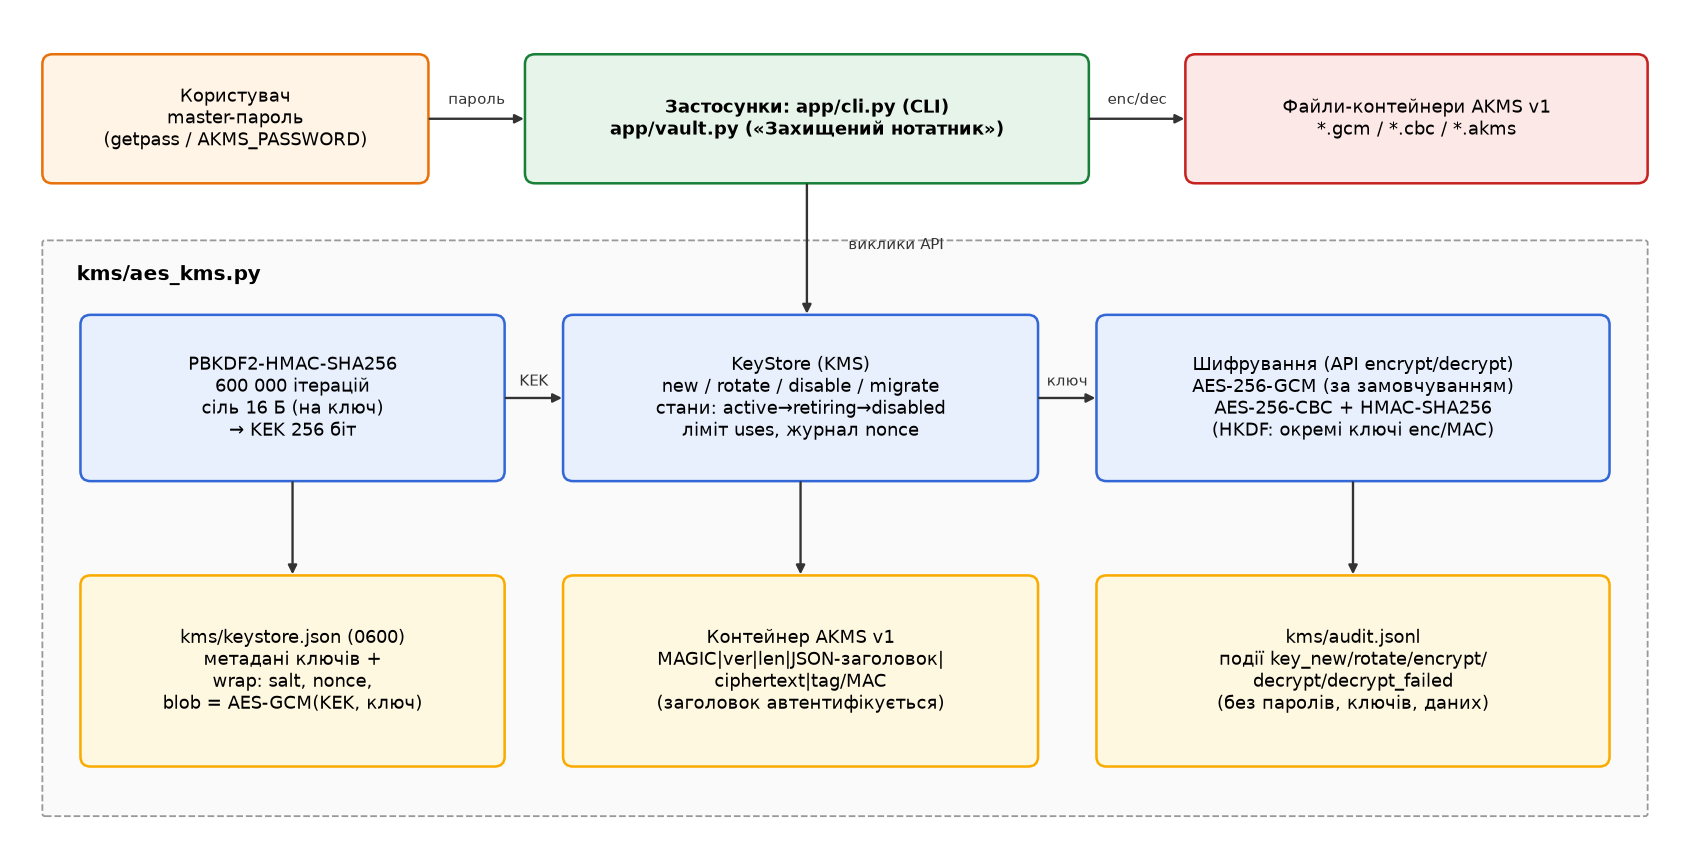 Користувач
master-пароль
(getpass / AKMS_PASSWORD)
пароль
Застосунки: app/cli.py (CLI)
app/vault.py («Захищений нотатник»)
enc/dec
Файли-контейнери AKMS v1
*.gcm / *.cbc / *.akms
виклики API
kms/aes_kms.py
PBKDF2-HMAC-SHA256
600 000 ітерацій
сіль 16 Б (на ключ)
→ KEK 256 біт
KEK
KeyStore (KMS)
new / rotate / disable / migrate
стани: active→retiring→disabled
ліміт uses, журнал nonce
ключ
Шифрування (API encrypt/decrypt)
AES-256-GCM (за замовчуванням)
AES-256-CBC + HMAC-SHA256
(HKDF: окремі ключі enc/MAC)
kms/keystore.json (0600)
метадані ключів +
wrap: salt, nonce,
blob = AES-GCM(KEK, ключ)
Контейнер AKMS v1
MAGIC|ver|len|JSON-заголовок|
ciphertext|tag/MAC
(заголовок автентифікується)
kms/audit.jsonl
події key_new/rotate/encrypt/
decrypt/decrypt_failed
(без паролів, ключів, даних)